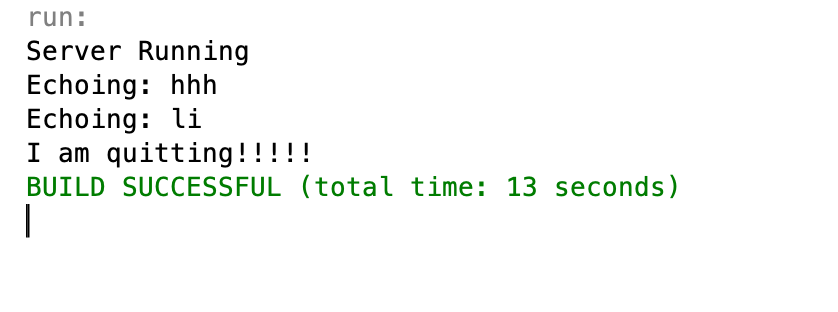 run:
Server Running
Echoing: hhh
Echoing: li
I am quitting!!!!!
BUILD SUCCESSFUL (total time: 13 seconds)